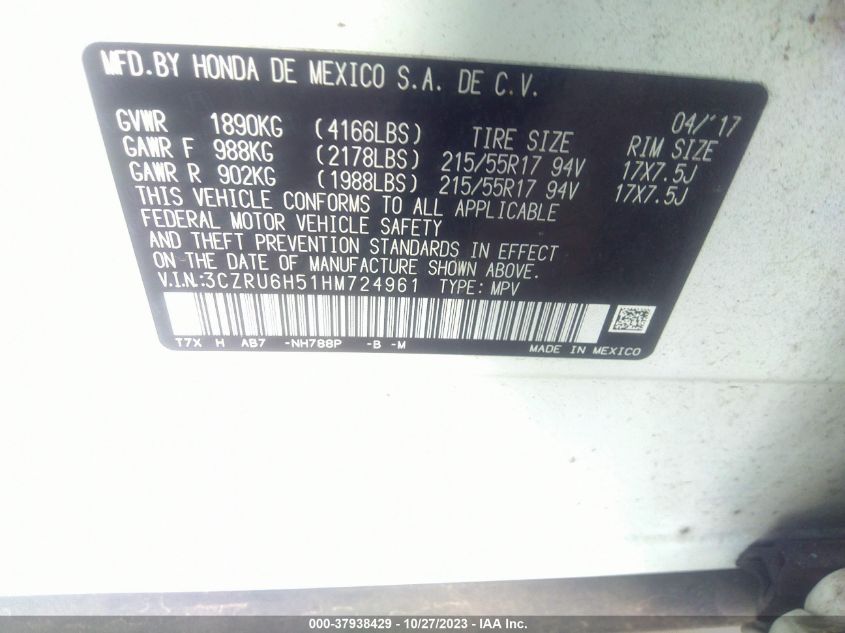 MFD.BY HONDA DE MEXICO S.A. DE C.V.
04/'17
GVWR 1890KG (4166LBS) TIRE SIZE RIM SIZE
GAWR F 988KG (2178LBS) 215/55R17 94V 17X7.5J
GAWR R 902KG (1988LBS) 215/55R17 94V 17X7.5J
THIS VEHICLE CONFORMS TO ALL APPLICABLE
FEDERAL MOTOR VEHICLE SAFETY
AND THEFT PREVENTION STANDARDS IN EFFECT
ON THE DATE OF MANUFACTURE SHOWN ABOVE.
V.I.N.:3CZRU6H51HM724961 TYPE: MPV
T7X H AB7 -NH788P -B -M MADE IN MEXICO
000-37938429 - 10/27/2023 - IAA Inc.